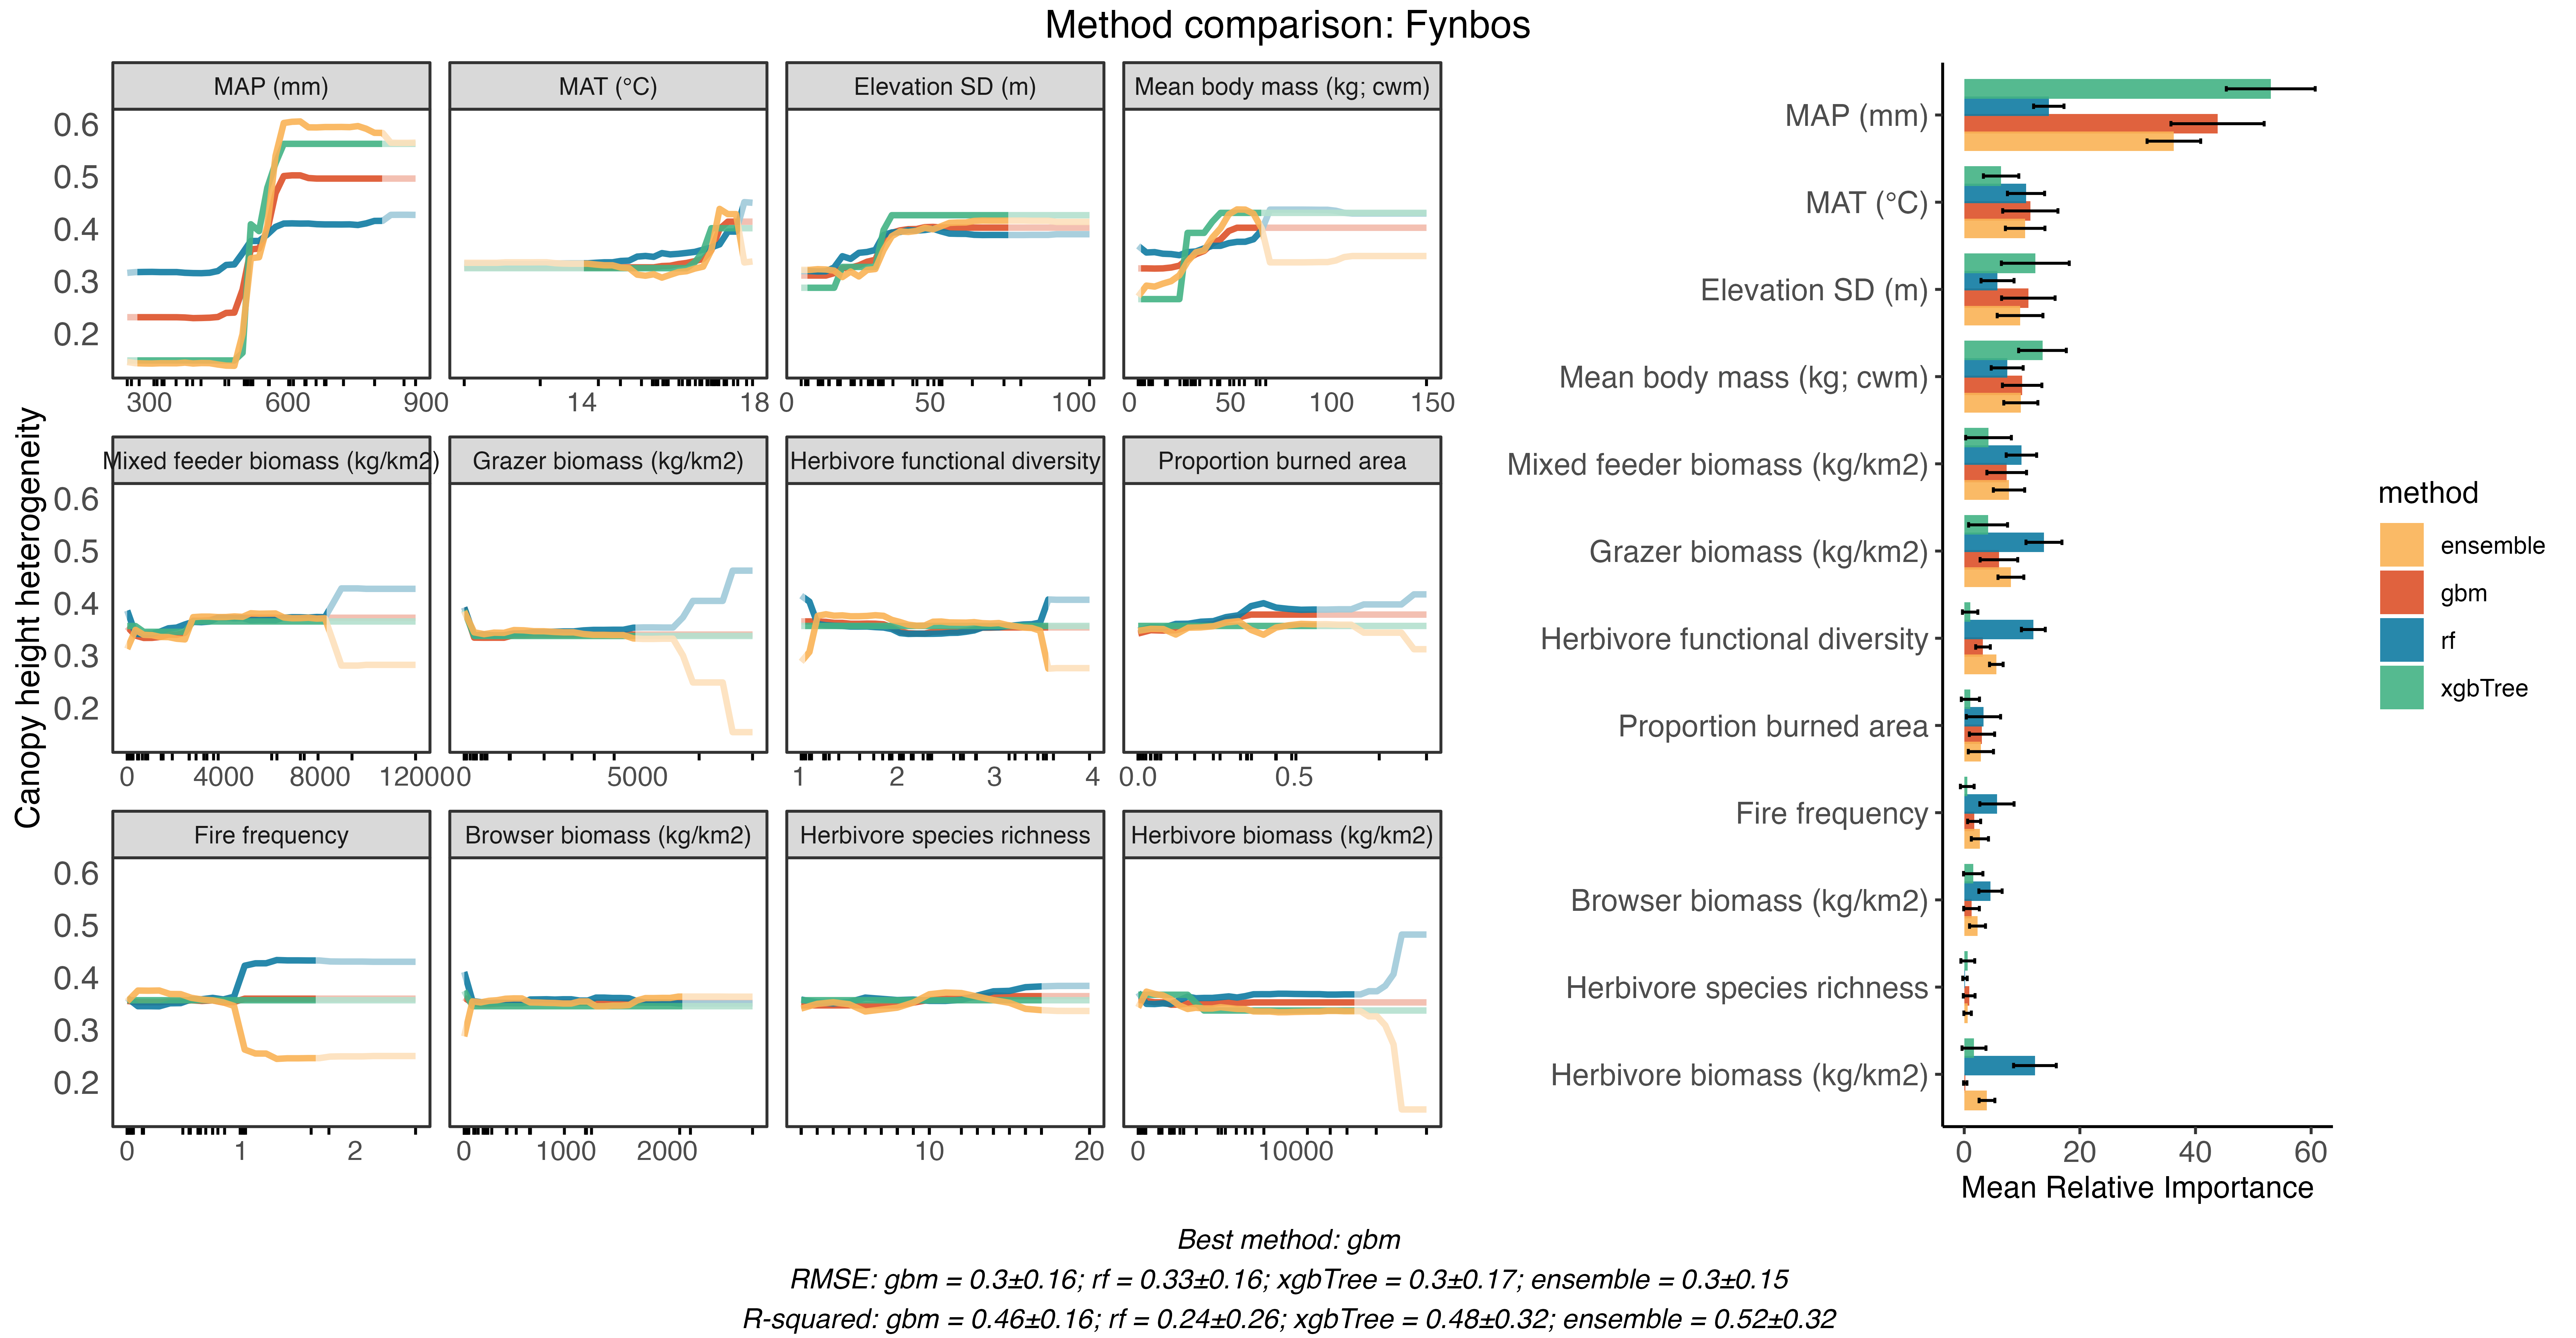 Method comparison: Fynbos
Canopy height heterogeneity
MAP (mm)
MAT (°C)
Elevation SD (m)
Mean body mass (kg; cwm)
0.6
0.5
0.4
0.3
0.2
300 600 900
14 18
0 50 100
0 50 100 150
Mixed feeder biomass (kg/km2)
Grazer biomass (kg/km2)
Herbivore functional diversity
Proportion burned area
0.6
0.5
0.4
0.3
0.2
0 4000 8000 12000
0 5000
1 2 3 4
0.0 0.5
Fire frequency
Browser biomass (kg/km2)
Herbivore species richness
Herbivore biomass (kg/km2)
0.6
0.5
0.4
0.3
0.2
0 1 2
0 1000 2000
10 20
0 10000
MAP (mm)
MAT (°C)
Elevation SD (m)
Mean body mass (kg; cwm)
Mixed feeder biomass (kg/km2)
Grazer biomass (kg/km2)
Herbivore functional diversity
Proportion burned area
Fire frequency
Browser biomass (kg/km2)
Herbivore species richness
Herbivore biomass (kg/km2)
0 20 40 60
Mean Relative Importance
method
ensemble
gbm
rf
xgbTree
Best method: gbm
RMSE: gbm = 0.3±0.16; rf = 0.33±0.16; xgbTree = 0.3±0.17; ensemble = 0.3±0.15
R-squared: gbm = 0.46±0.16; rf = 0.24±0.26; xgbTree = 0.48±0.32; ensemble = 0.52±0.32